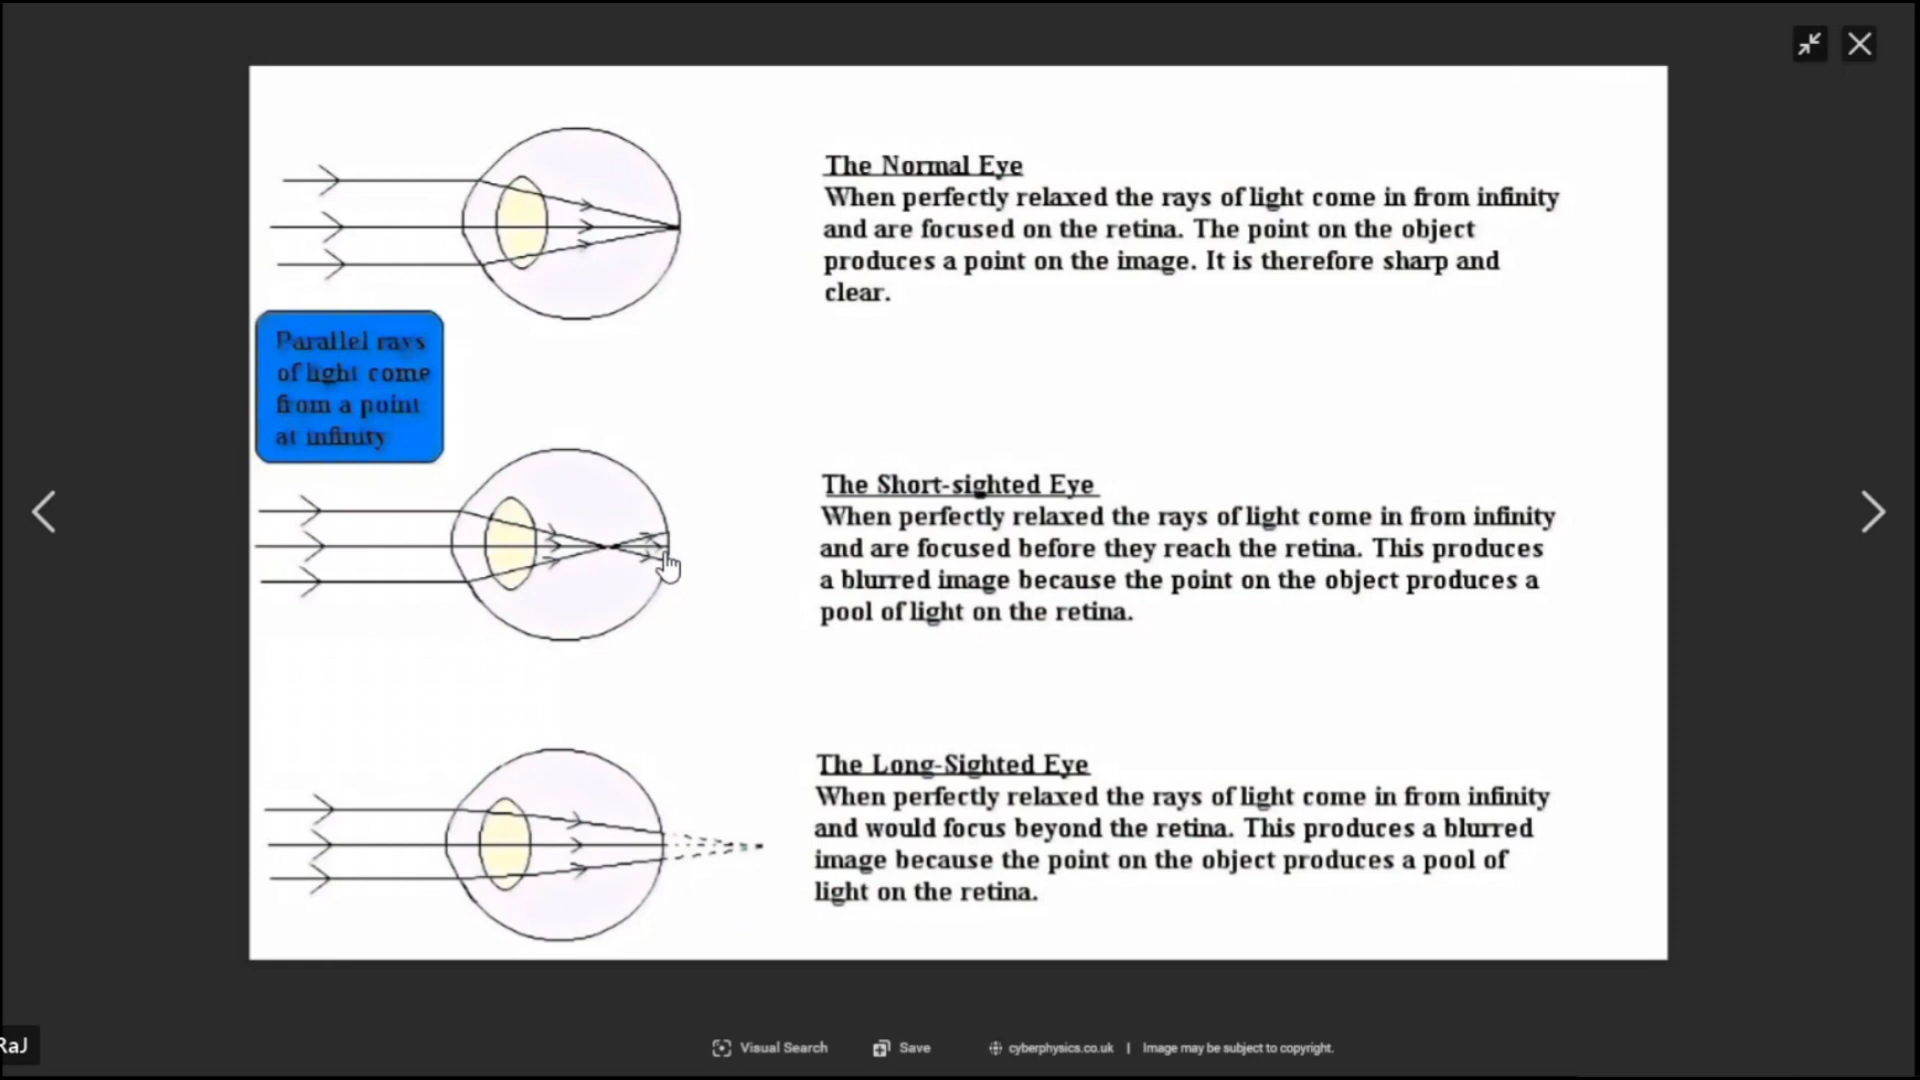 The Normal Eye
When perfectly relaxed the rays of light come in from infinity
and are focused on the retina. The point on the object
produces a point on the image. It is therefore sharp and
clear.
Parallel rays
of light come
from a point
at infinity
The Short-sighted Eye
When perfectly relaxed the rays of light come in from infinity
and are focused before they reach the retina. This produces
a blurred image because the point on the object produces a
pool of light on the retina.
The Long-Sighted Eye
When perfectly relaxed the rays of light come in from infinity
and would focus beyond the retina. This produces a blurred
image because the point on the object produces a pool of
light on the retina.
RaJ
Visual Search Save cyberphysics.co.uk | Image may be subject to copyright.